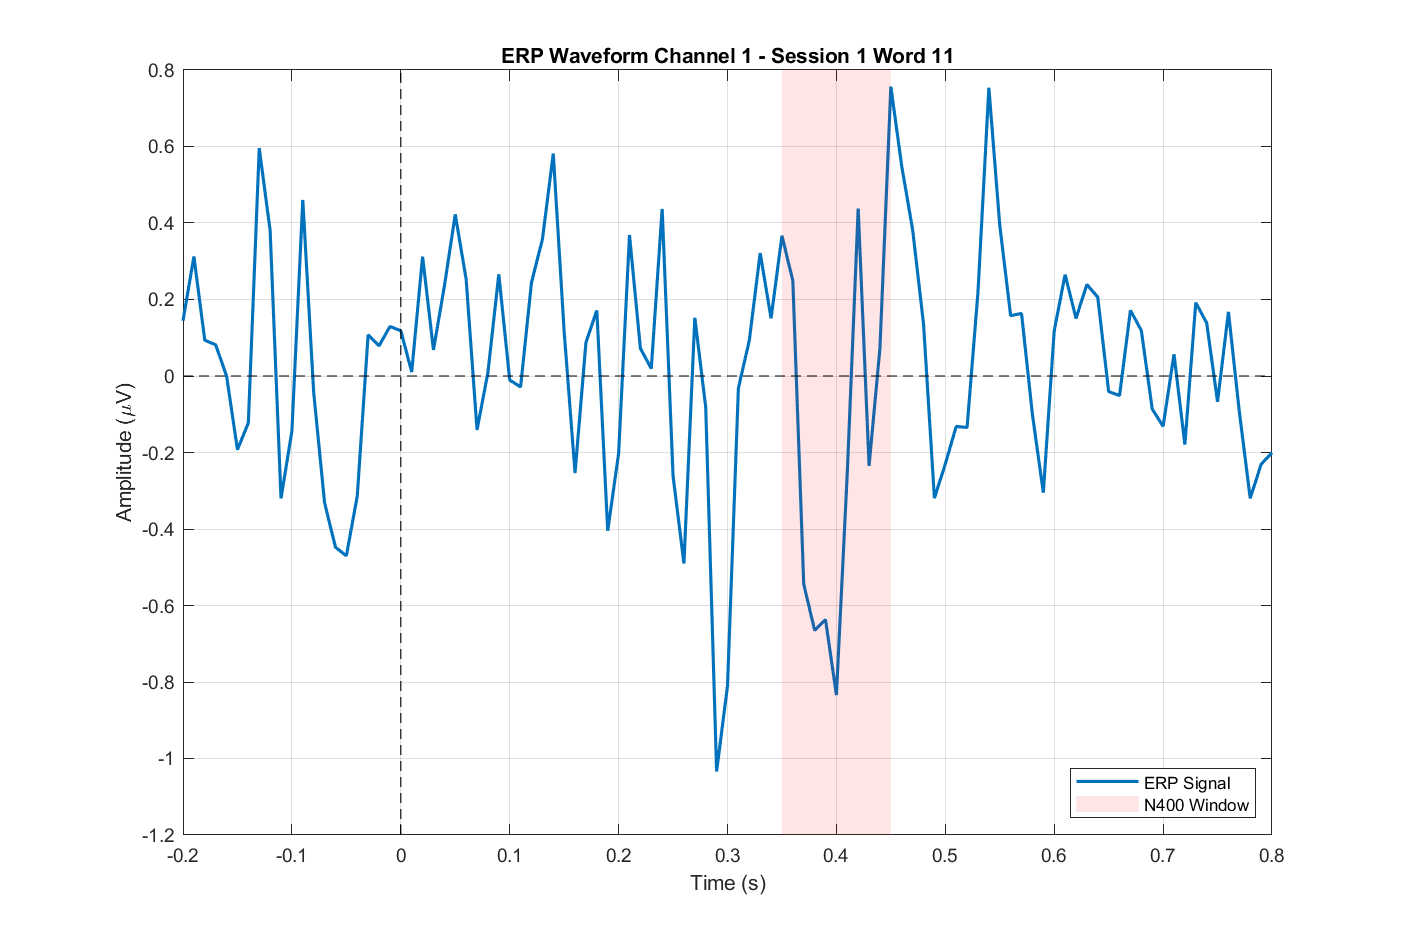 ERP Waveform Channel 1 - Session 1 Word 11
0.8
0.6
0.4
0.2
0
-0.2
-0.4
-0.6
-0.8
-1
-1.2
Amplitude (μV)
ERP Signal
N400 Window
-0.2 -0.1 0 0.1 0.2 0.3 0.4 0.5 0.6 0.7 0.8
Time (s)